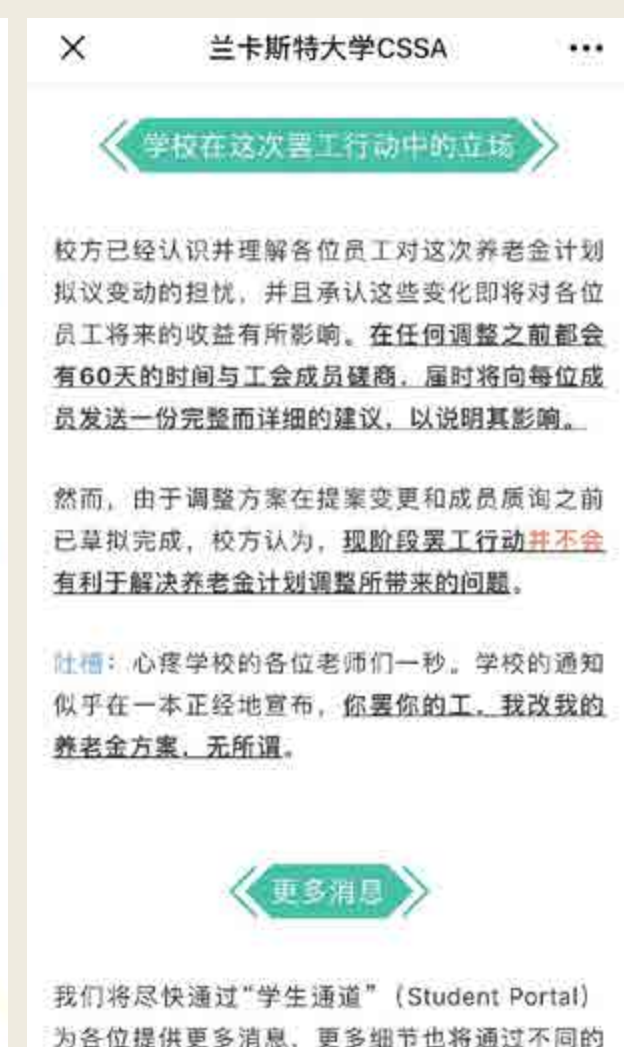 兰卡斯特大学CSSA
学校在这次罢工行动中的立场
校方已经认识并理解各位员工对这次养老金计划
拟议变动的担忧，并且承认这些变化即将对各位
员工将来的收益有所影响。在任何调整之前都会
有60天的时间与工会成员磋商，届时将向每位成
员发送一份完整而详细的建议，以说明其影响。
然而，由于调整方案在提案变更和成员质询之前
已草拟完成，校方认为，现阶段罢工行动并不会
有利于解决养老金计划调整所带来的问题。
吐槽：心疼学校的各位老师们一秒。学校的通知
似乎在一本正经地宣布，你罢你的工，我改我的
养老金方案，无所谓。
更多消息
我们将尽快通过“学生通道”（Student Portal）
为各位提供更多消息，更多细节也将通过不同的